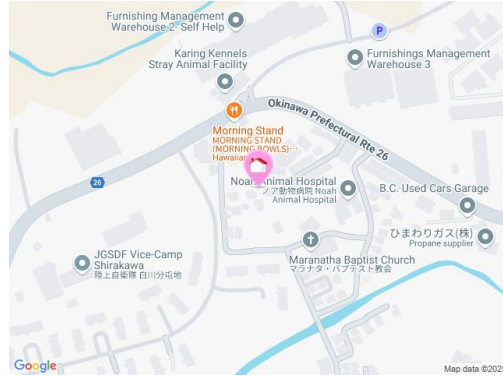 Furnishing Management
Warehouse 2- Self Help
P
Karing Kennels
Stray Animal Facility
Furnishings Management
Warehouse 3
Okinawa Prefectural Rte 26
Morning Stand
MORNING STAND
(MORNING BOWLS)…
Hawaiian
26
Noah Animal Hospital
ノア動物病院 Noah
Animal Hospital
B.C. Used Cars Garage
ひまわりガス(株)
Propane supplier
JGSDF Vice-Camp
Shirakawa
陸上自衛隊 白川分屯地
Maranatha Baptist Church
マラナタ・バプテスト教会
Google
Map data ©202